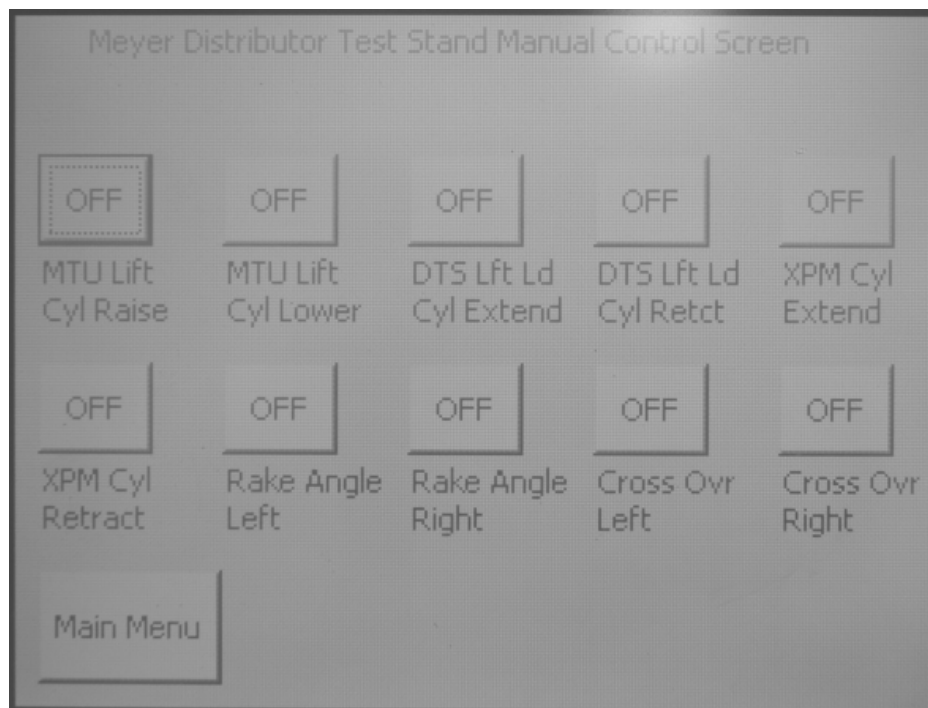 Meyer Distributor Test Stand Manual Control Screen
OFF OFF OFF OFF OFF
MTU Lift MTU Lift DTS Lft Ld DTS Lft Ld XPM Cyl
Cyl Raise Cyl Lower Cyl Extend Cyl Retct Extend
OFF OFF OFF OFF OFF
XPM Cyl Rake Angle Rake Angle Cross Ovr Cross Ovr
Retract Left Right Left Right
Main Menu